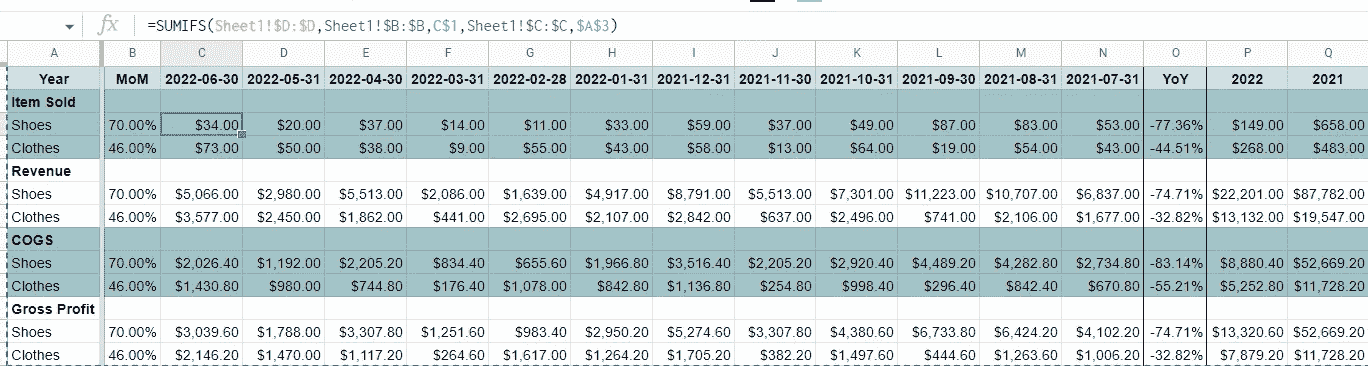 fx =SUMIFS(Sheet1!$D:$D,Sheet1!$B:$B,C$1,Sheet1!$C:$C,$A$3)
A B C D E F G H I J K L M N O P Q
Year MoM 2022-06-30 2022-05-31 2022-04-30 2022-03-31 2022-02-28 2022-01-31 2021-12-31 2021-11-30 2021-10-31 2021-09-30 2021-08-31 2021-07-31 YoY 2022 2021
Item Sold
Shoes 70.00% $34.00 $20.00 $37.00 $14.00 $11.00 $33.00 $59.00 $37.00 $49.00 $87.00 $83.00 $53.00 -77.36% $149.00 $658.00
Clothes 46.00% $73.00 $50.00 $38.00 $9.00 $55.00 $43.00 $58.00 $13.00 $64.00 $19.00 $54.00 $43.00 -44.51% $268.00 $483.00
Revenue
Shoes 70.00% $5,066.00 $2,980.00 $5,513.00 $2,086.00 $1,639.00 $4,917.00 $8,791.00 $5,513.00 $7,301.00 $11,223.00 $10,707.00 $6,837.00 -74.71% $22,201.00 $87,782.00
Clothes 46.00% $3,577.00 $2,450.00 $1,862.00 $441.00 $2,695.00 $2,107.00 $2,842.00 $637.00 $2,496.00 $741.00 $2,106.00 $1,677.00 -32.82% $13,132.00 $19,547.00
COGS
Shoes 70.00% $2,026.40 $1,192.00 $2,205.20 $834.40 $655.60 $1,966.80 $3,516.40 $2,205.20 $2,920.40 $4,489.20 $4,282.80 $2,734.80 -83.14% $8,880.40 $52,669.20
Clothes 46.00% $1,430.80 $980.00 $744.80 $176.40 $1,078.00 $842.80 $1,136.80 $254.80 $998.40 $296.40 $842.40 $670.80 -55.21% $5,252.80 $11,728.20
Gross Profit
Shoes 70.00% $3,039.60 $1,788.00 $3,307.80 $1,251.60 $983.40 $2,950.20 $5,274.60 $3,307.80 $4,380.60 $6,733.80 $6,424.20 $4,102.20 -74.71% $13,320.60 $52,669.20
Clothes 46.00% $2,146.20 $1,470.00 $1,117.20 $264.60 $1,617.00 $1,264.20 $1,705.20 $382.20 $1,497.60 $444.60 $1,263.60 $1,006.20 -32.82% $7,879.20 $11,728.20